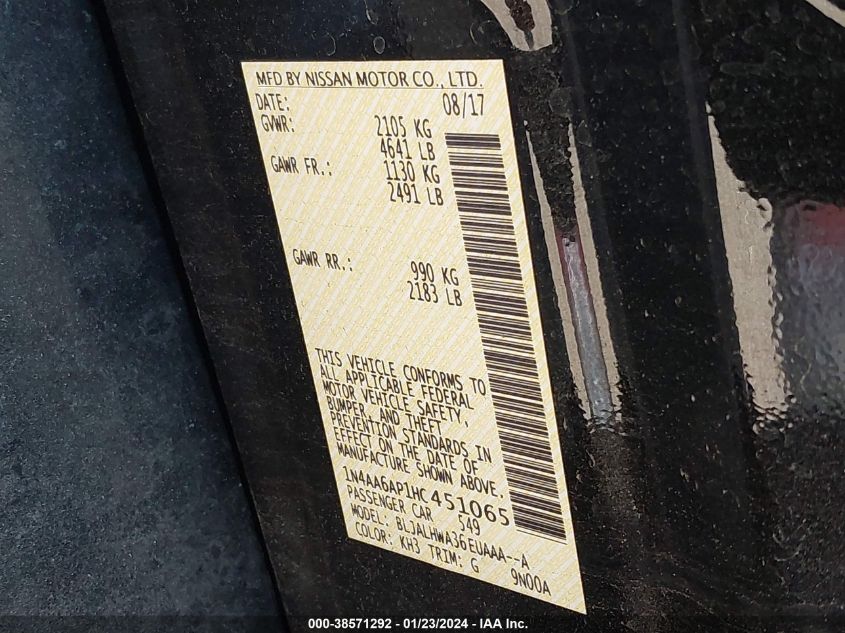 MFD BY NISSAN MOTOR CO., LTD.
DATE: 08/17
GVWR: 2105 KG
4641 LB
GAWR FR.: 1130 KG
2491 LB
GAWR RR.: 990 KG
2183 LB
THIS VEHICLE CONFORMS TO
ALL APPLICABLE FEDERAL
MOTOR VEHICLE SAFETY,
BUMPER, AND THEFT
PREVENTION STANDARDS IN
EFFECT ON THE DATE OF
MANUFACTURE SHOWN ABOVE.
1N4AA6AP1HC451065
PASSENGER CAR 549
MODEL: BLJALHWA36EUAAA--A
COLOR: KH3 TRIM: G 9N00A
000-38571292 - 01/23/2024 - IAA Inc.